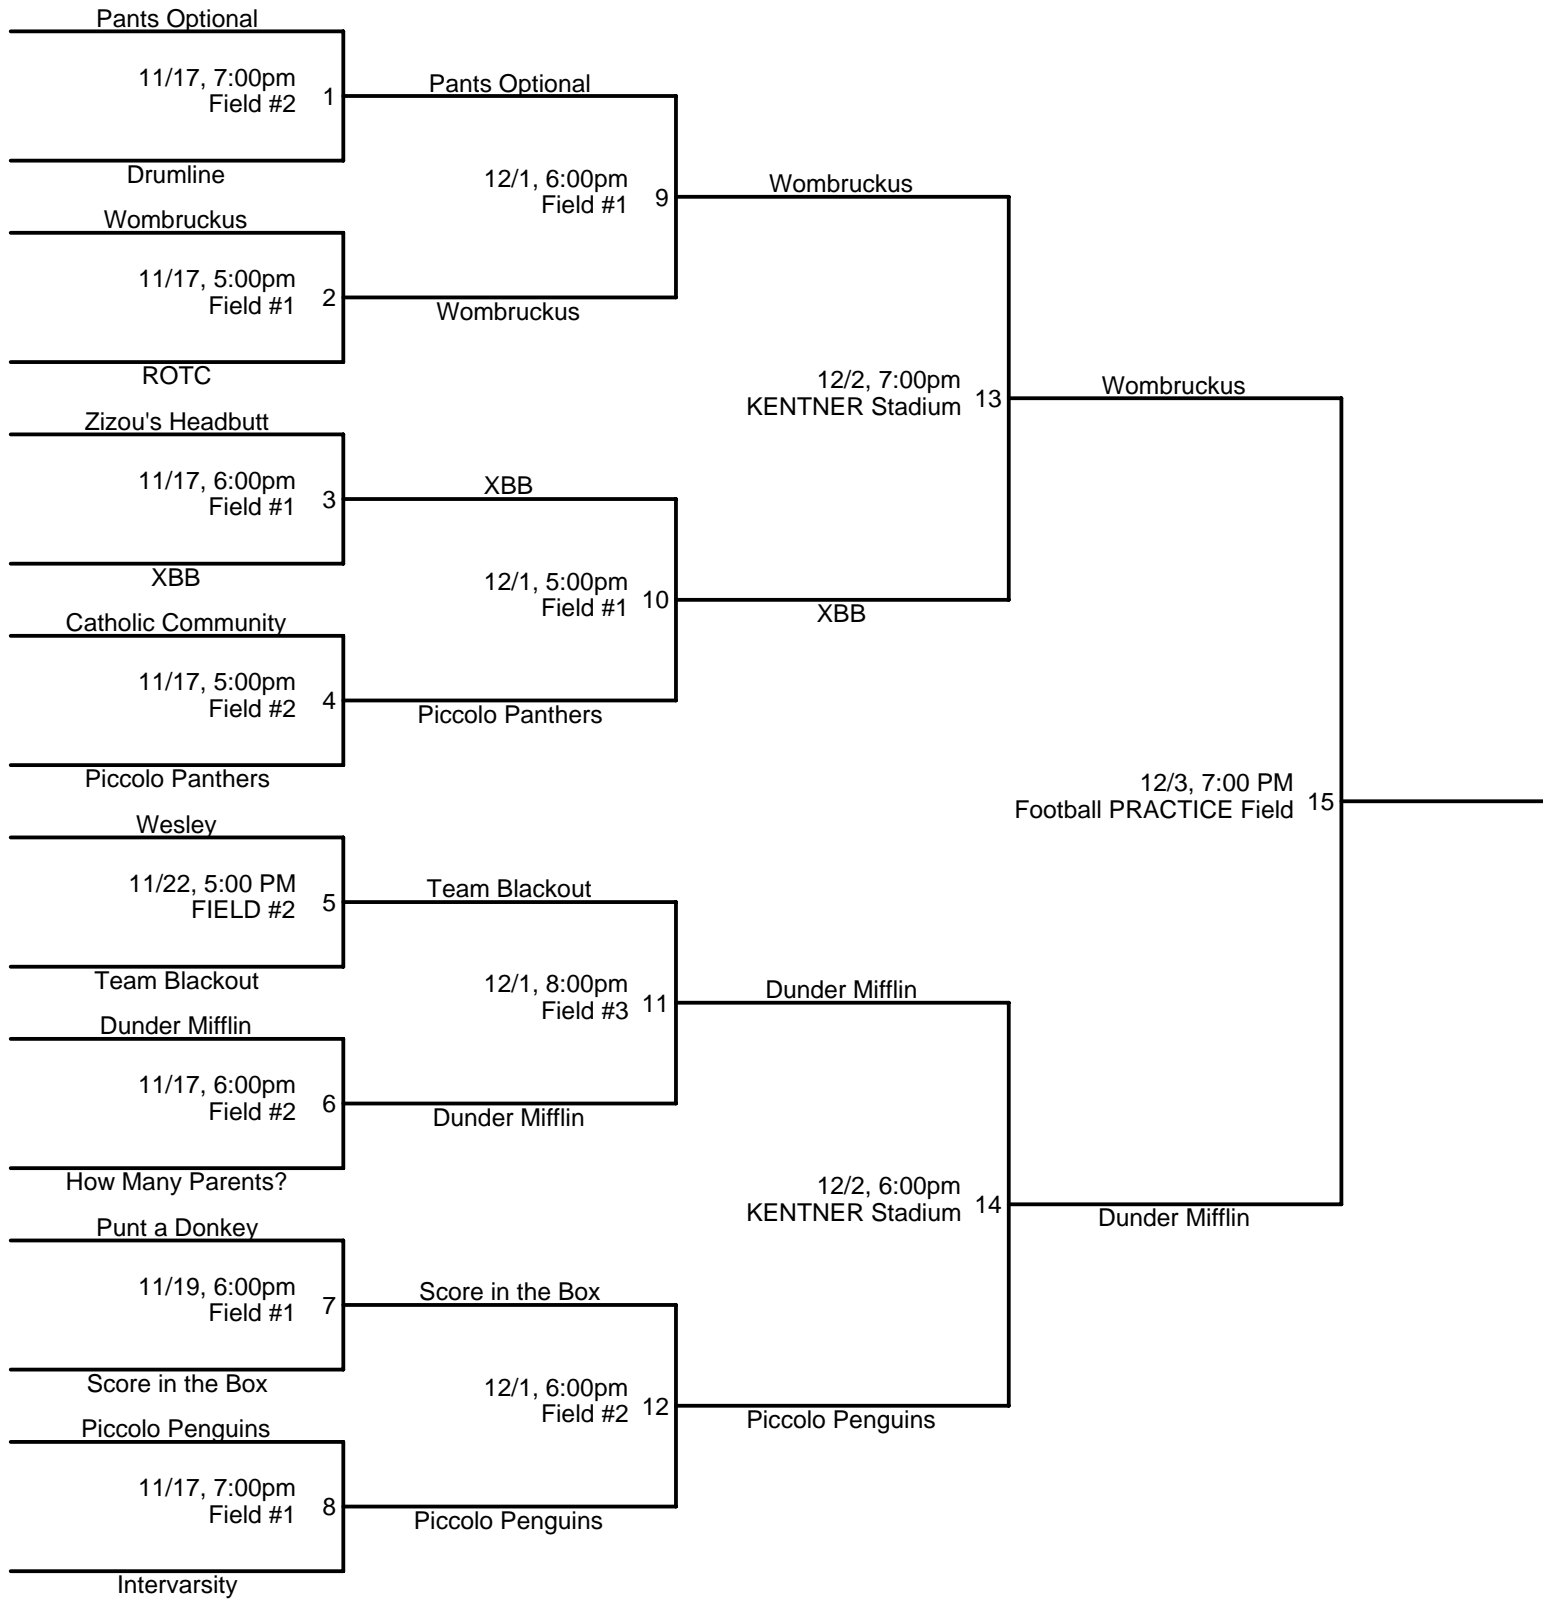 Pants Optional
11/17, 7:00pm
Field #2
1
Drumline
Wombruckus
11/17, 5:00pm
Field #1
2
ROTC
Zizou's Headbutt
11/17, 6:00pm
Field #1
3
XBB
Catholic Community
11/17, 5:00pm
Field #2
4
Piccolo Panthers
Wesley
11/22, 5:00 PM
FIELD #2
5
Team Blackout
Dunder Mifflin
11/17, 6:00pm
Field #2
6
How Many Parents?
Punt a Donkey
11/19, 6:00pm
Field #1
7
Score in the Box
Piccolo Penguins
11/17, 7:00pm
Field #1
8
Intervarsity
Pants Optional
12/1, 6:00pm
Field #1
9
Wombruckus
XBB
12/1, 5:00pm
Field #1
10
Piccolo Panthers
Team Blackout
12/1, 8:00pm
Field #3
11
Dunder Mifflin
Score in the Box
12/1, 6:00pm
Field #2
12
Piccolo Penguins
Wombruckus
12/2, 7:00pm
KENTNER Stadium
13
XBB
Dunder Mifflin
12/2, 6:00pm
KENTNER Stadium
14
Piccolo Penguins
Wombruckus
12/3, 7:00 PM
Football PRACTICE Field
15
Dunder Mifflin